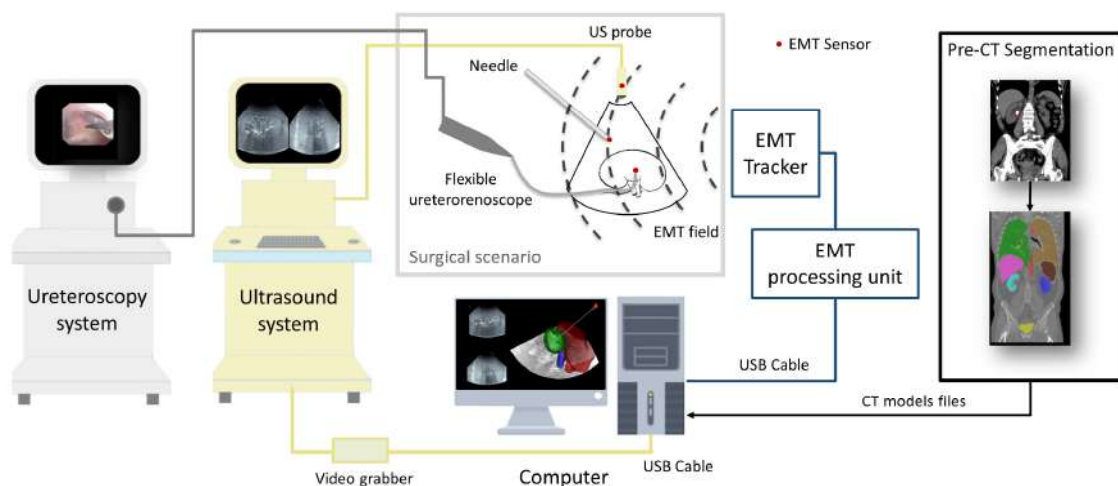 US probe
EMT Sensor
Needle
Pre-CT Segmentation
EMT
Tracker
Flexible
ureterorenoscope
EMT field
Surgical scenario
EMT
processing unit
Ureteroscopy
system
Ultrasound
system
USB Cable
CT models files
Video grabber
Computer
USB Cable